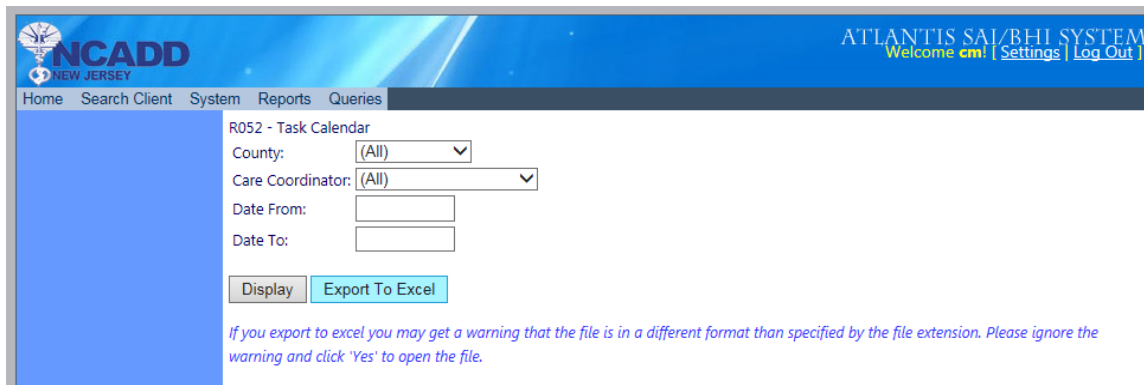 NCADD
NEW JERSEY
ATLANTIS SAI/BHI SYSTEM
Welcome cm! [ Settings | Log Out ]
Home Search Client System Reports Queries
R052 - Task Calendar
County: (All)
Care Coordinator: (All)
Date From:
Date To:
Display Export To Excel
If you export to excel you may get a warning that the file is in a different format than specified by the file extension. Please ignore the
warning and click 'Yes' to open the file.